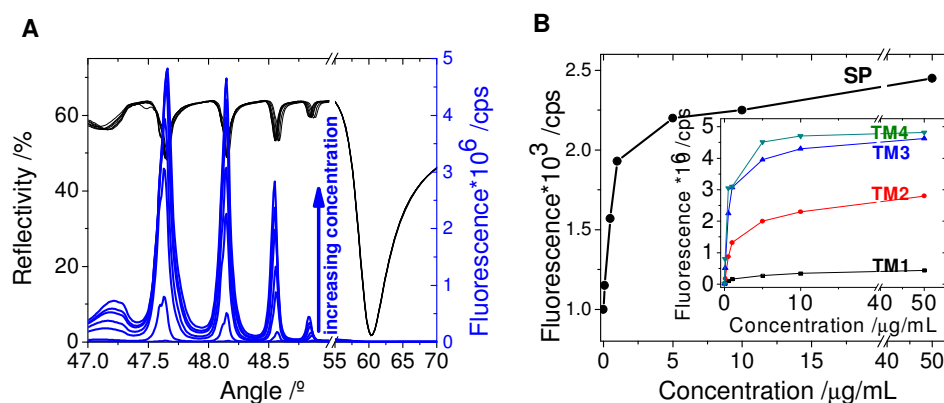 A
Reflectivity /%
60
40
20
0
47.0 47.5 48.0 48.5 55 60 65 70
Angle /º
5
4
3
2
1
0
Fluorescence*10^6 /cps
increasing concentration
B
Fluorescence*10^3 /cps
2.5
2.0
1.5
1.0
0 5 10 15 40 50
Concentration /µg/mL
SP
Fluorescence *10^6 /cps
5
4
3
2
1
0
TM4
TM3
TM2
TM1
0 10 40 50
Concentration /µg/mL